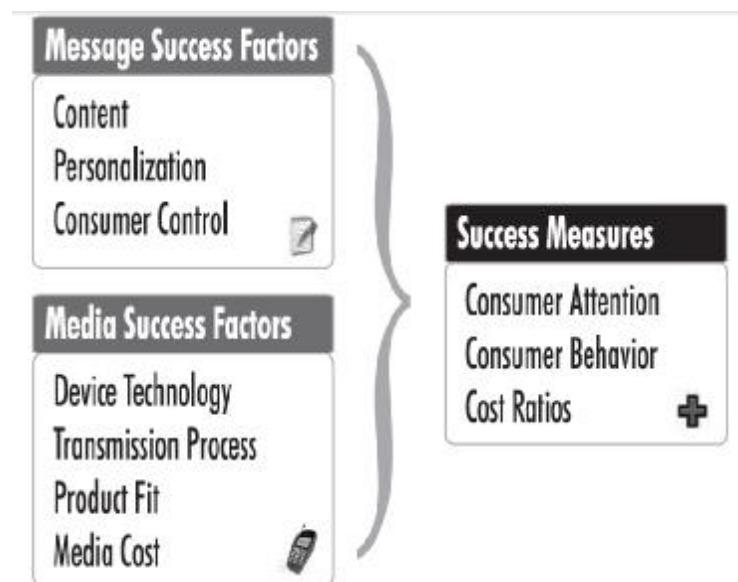 Message Success Factors
Content
Personalization
Consumer Control
Media Success Factors
Device Technology
Transmission Process
Product Fit
Media Cost
Success Measures
Consumer Attention
Consumer Behavior
Cost Ratios